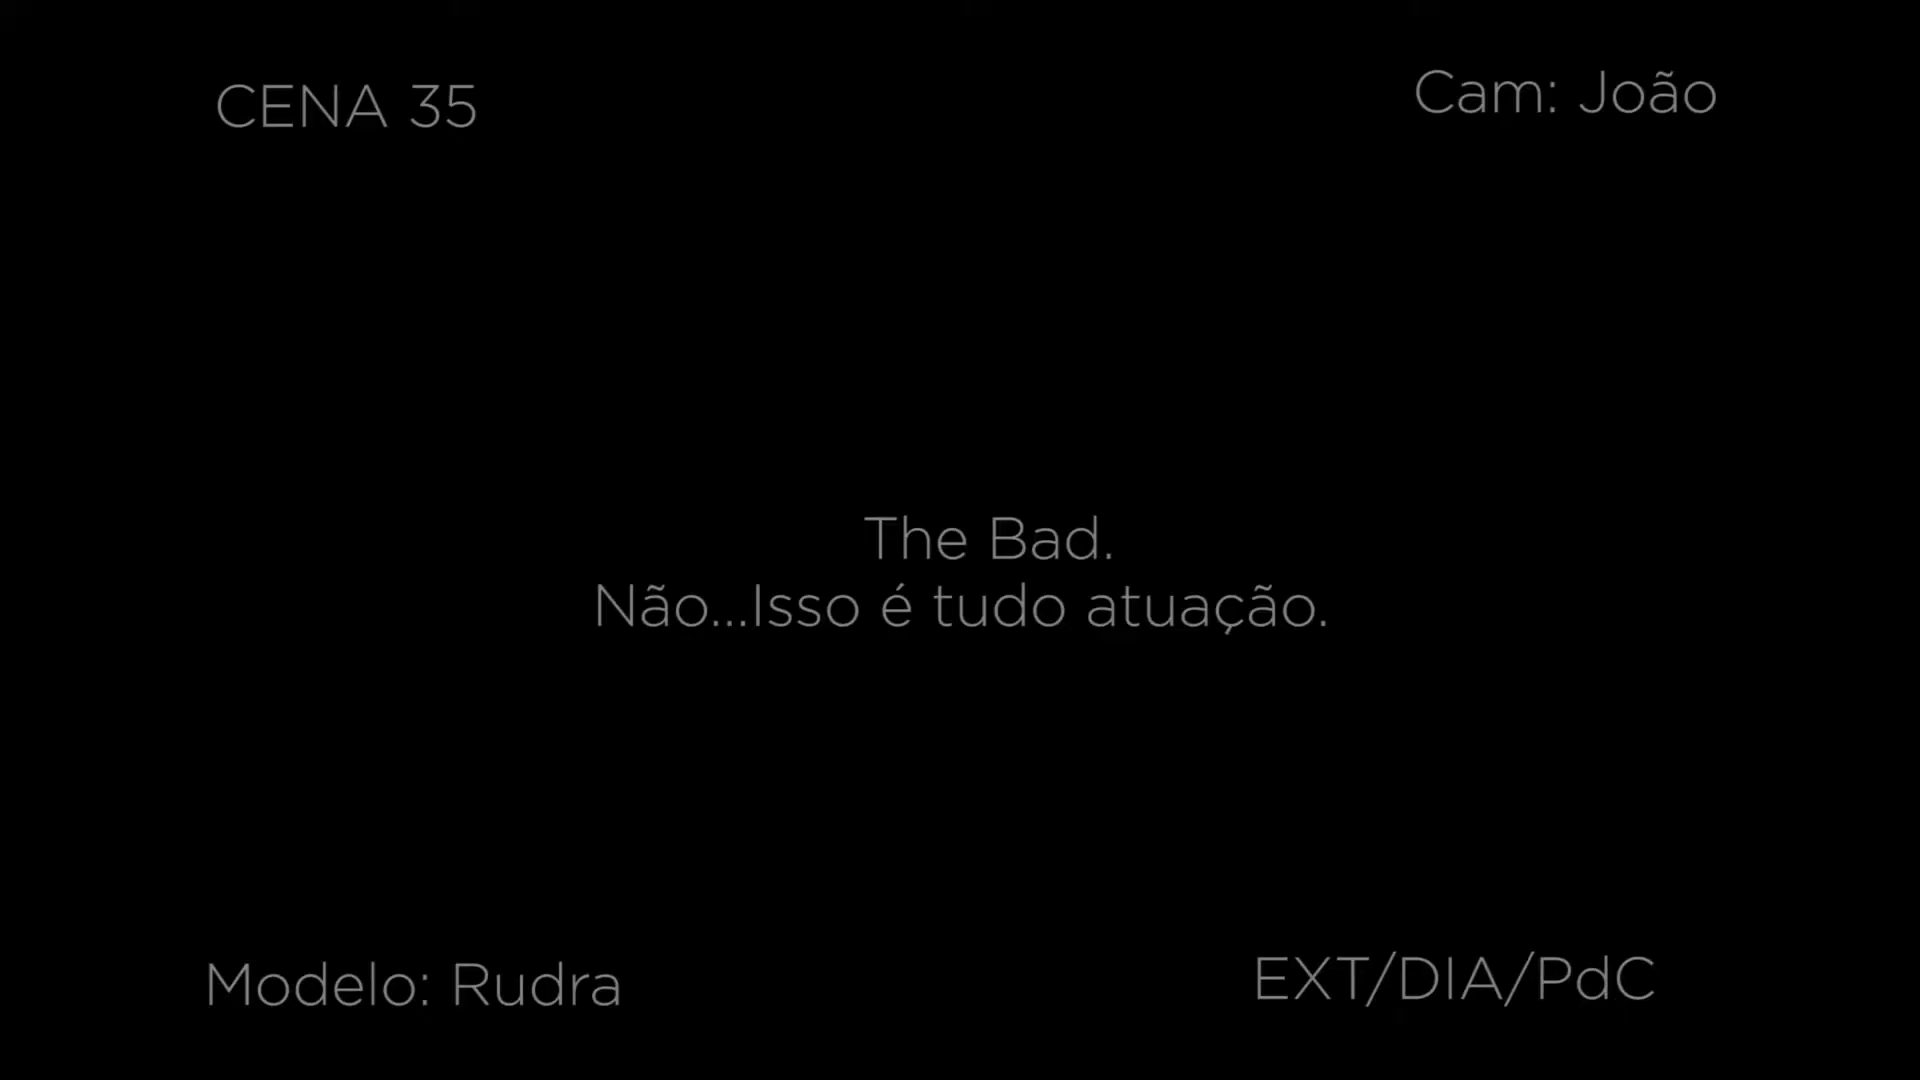 CENA 35
Cam: João
The Bad.
Não...Isso é tudo atuação.
Modelo: Rudra
EXT/DIA/PdC